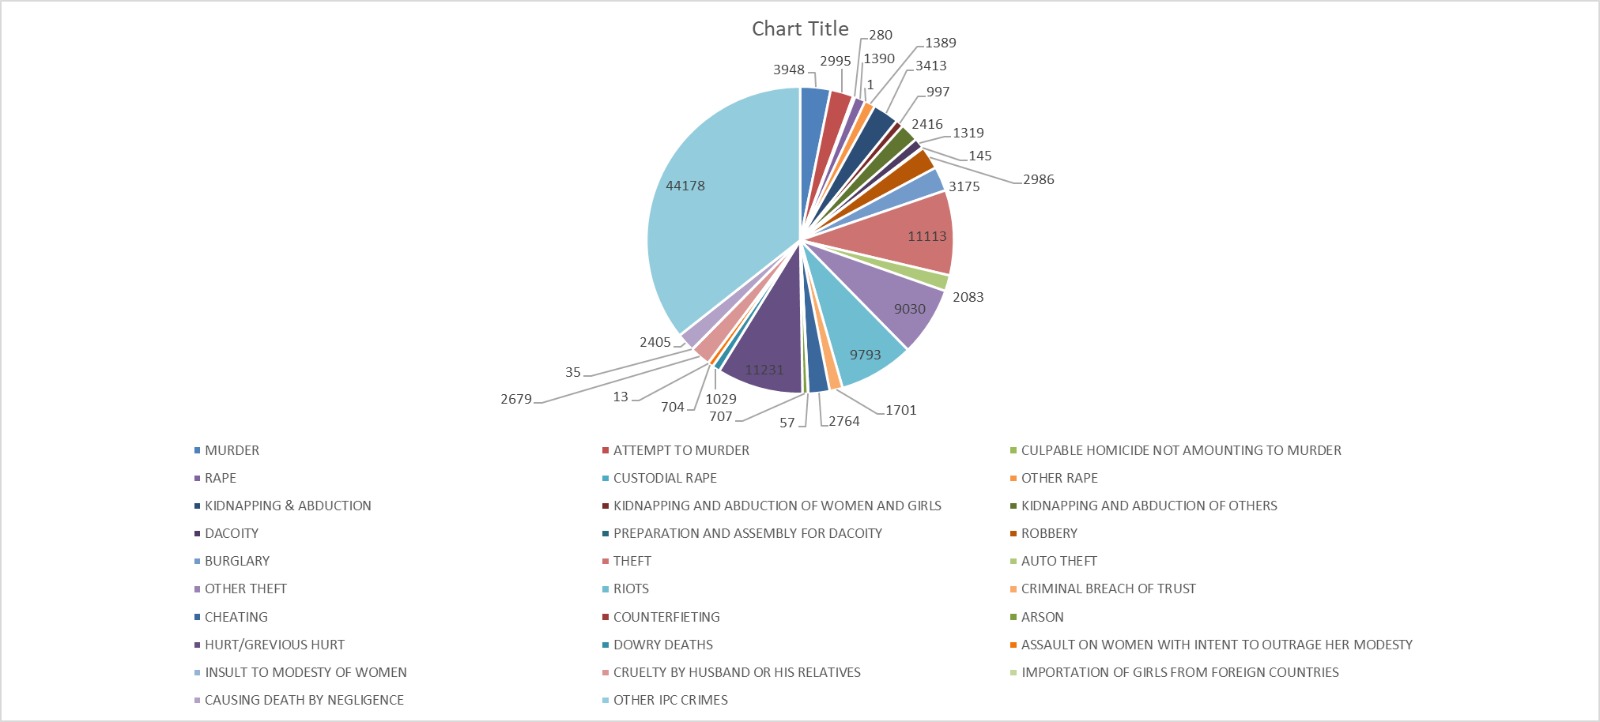 Chart Title
3948
2995
280
1390
1
1389
3413
997
2416
1319
145
2986
3175
11113
2083
9030
9793
1701
2764
57
707
11231
1029
704
13
2679
35
2405
44178
MURDER
ATTEMPT TO MURDER
CULPABLE HOMICIDE NOT AMOUNTING TO MURDER
RAPE
CUSTODIAL RAPE
OTHER RAPE
KIDNAPPING & ABDUCTION
KIDNAPPING AND ABDUCTION OF WOMEN AND GIRLS
KIDNAPPING AND ABDUCTION OF OTHERS
DACOITY
PREPARATION AND ASSEMBLY FOR DACOITY
ROBBERY
BURGLARY
THEFT
AUTO THEFT
OTHER THEFT
RIOTS
CRIMINAL BREACH OF TRUST
CHEATING
COUNTERFIETING
ARSON
HURT/GREVIOUS HURT
DOWRY DEATHS
ASSAULT ON WOMEN WITH INTENT TO OUTRAGE HER MODESTY
INSULT TO MODESTY OF WOMEN
CRUELTY BY HUSBAND OR HIS RELATIVES
IMPORTATION OF GIRLS FROM FOREIGN COUNTRIES
CAUSING DEATH BY NEGLIGENCE
OTHER IPC CRIMES